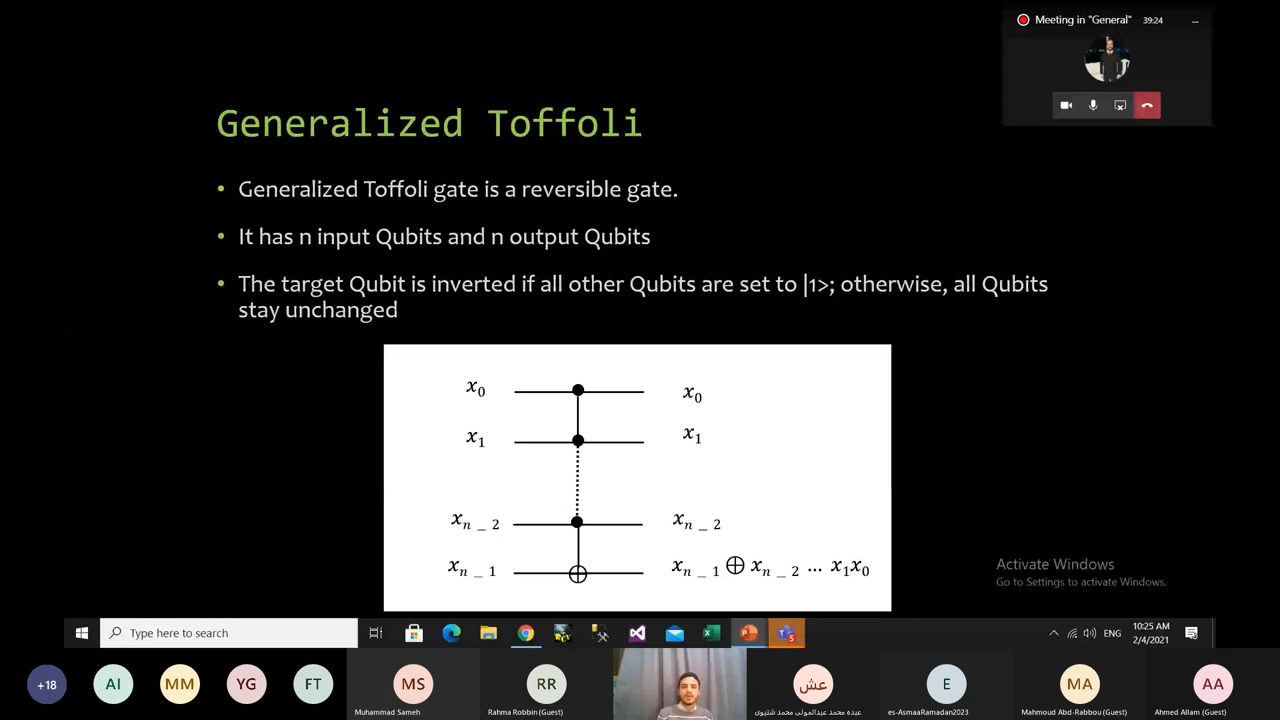 Meeting in "General" 39:24
Generalized Toffoli
• Generalized Toffoli gate is a reversible gate.
• It has n input Qubits and n output Qubits
• The target Qubit is inverted if all other Qubits are set to |1>; otherwise, all Qubits
stay unchanged
x₀ x₀
x₁ x₁
xₙ₋₂ xₙ₋₂
xₙ₋₁ xₙ₋₁ ⊕ xₙ₋₂ ... x₁x₀
Activate Windows
Go to Settings to activate Windows.
Type here to search
ENG
10:25 AM
2/4/2021
+18 AI MM YG FT MS RR عش E MA AA
Muhammad Sameh Rahma Robbin (Guest) عبده محمد عبدالمولى محمد شتيوى es-AsmaaRamadan2023 Mahmoud Abd-Rabbou (Guest) Ahmed Allam (Guest)